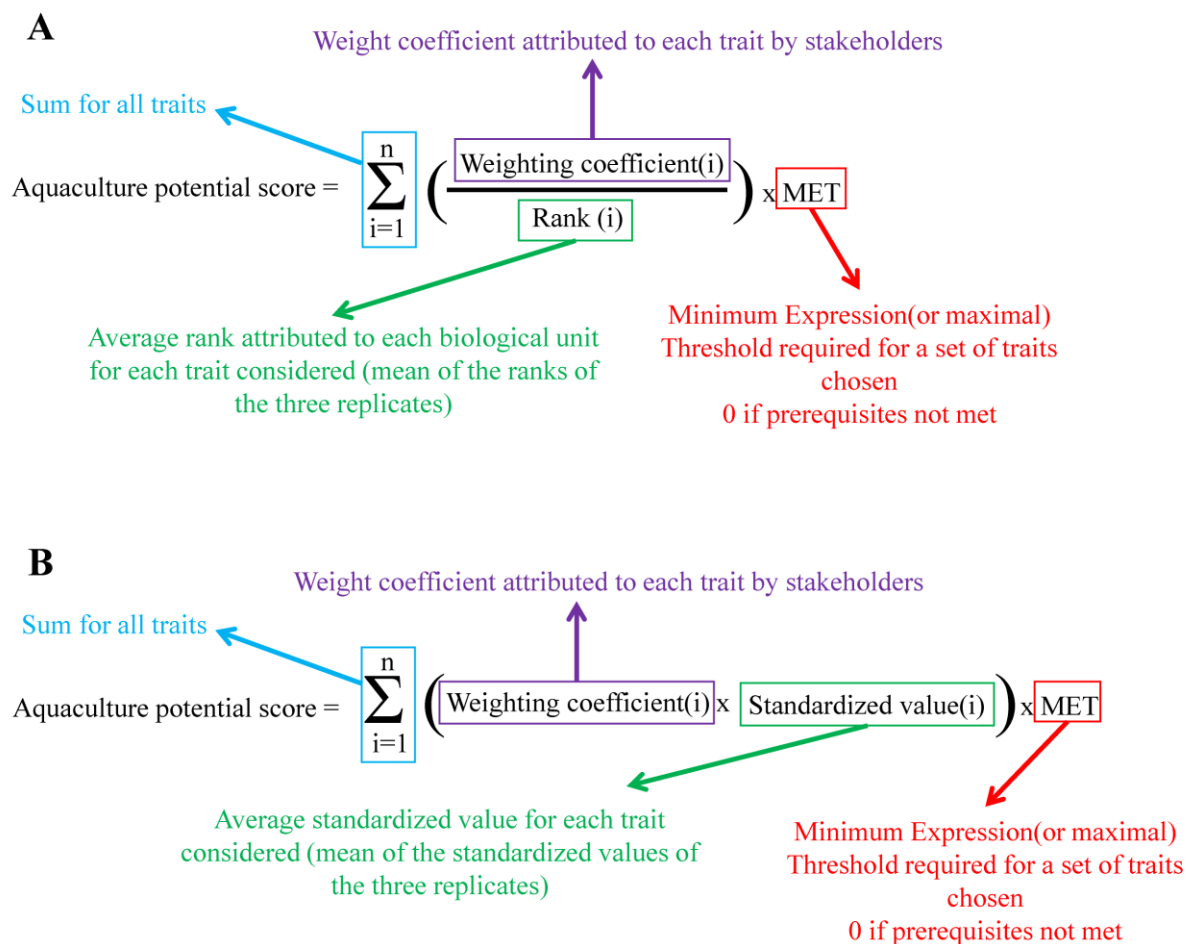 A
Weight coefficient attributed to each trait by stakeholders
Sum for all traits
Aquaculture potential score = n ∑ i=1 ( Weighting coefficient(i) / Rank (i) ) x MET
Average rank attributed to each biological unit
for each trait considered (mean of the ranks of
the three replicates)
Minimum Expression(or maximal)
Threshold required for a set of traits
chosen
0 if prerequisites not met
B
Weight coefficient attributed to each trait by stakeholders
Sum for all traits
Aquaculture potential score = n ∑ i=1 ( Weighting coefficient(i) x Standardized value(i) ) x MET
Average standardized value for each trait
considered (mean of the standardized values of
the three replicates)
Minimum Expression(or maximal)
Threshold required for a set of traits
chosen
0 if prerequisites not met